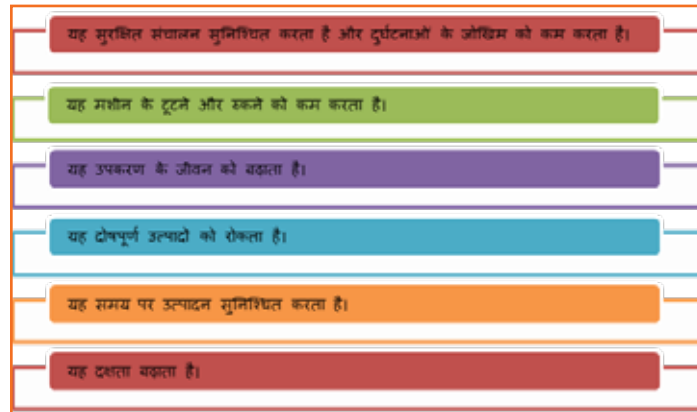 यह सुरक्षित संचालन सुनिश्चित करता है और दुर्घटनाओं के जोखिम को कम करता है।
यह मशीन के टूटने और रुकने को कम करता है।
यह उपकरण के जीवन को बढ़ाता है।
यह दोषपूर्ण उत्पादों को रोकता है।
यह समय पर उत्पादन सुनिश्चित करता है।
यह दक्षता बढ़ाता है।